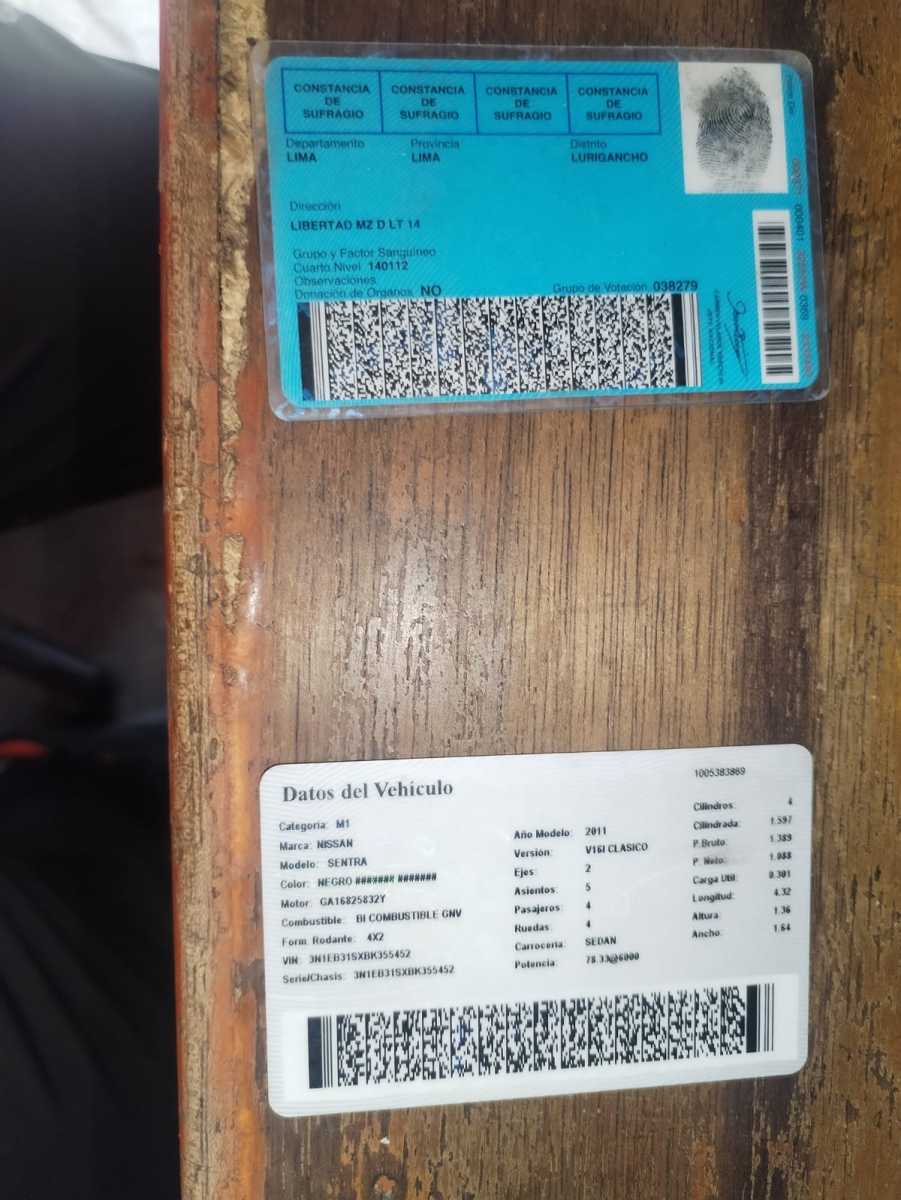 CONSTANCIA DE SUFRAGIO
CONSTANCIA DE SUFRAGIO
CONSTANCIA DE SUFRAGIO
CONSTANCIA DE SUFRAGIO
Departamento Provincia Distrito
LIMA LIMA LURIGANCHO
Dirección
LIBERTAD MZ D LT 14
Grupo y Factor Sanguíneo
Cuarto Nivel 140112
Observaciones
Donación de Organos NO Grupo de Votación 038279
Datos del Vehículo
1005383869
Categoría: M1
Marca: NISSAN
Modelo: SENTRA
Color: NEGRO ####### #######
Motor: GA16825832Y
Combustible: BI COMBUSTIBLE GNV
Form. Rodante: 4X2
VIN: 3N1EB31SXBK355452
Serie/Chasis: 3N1EB31SXBK355452
Año Modelo: 2011
Versión: V16I CLASICO
Ejes: 2
Asientos: 5
Pasajeros: 4
Ruedas: 4
Carrocería: SEDAN
Potencia: 78.33@6000
Cilindros: 4
Cilindrada: 1.597
P.Bruto: 1.389
P. Neto: 1.088
Carga Util: 0.301
Longitud: 4.32
Altura: 1.36
Ancho: 1.64